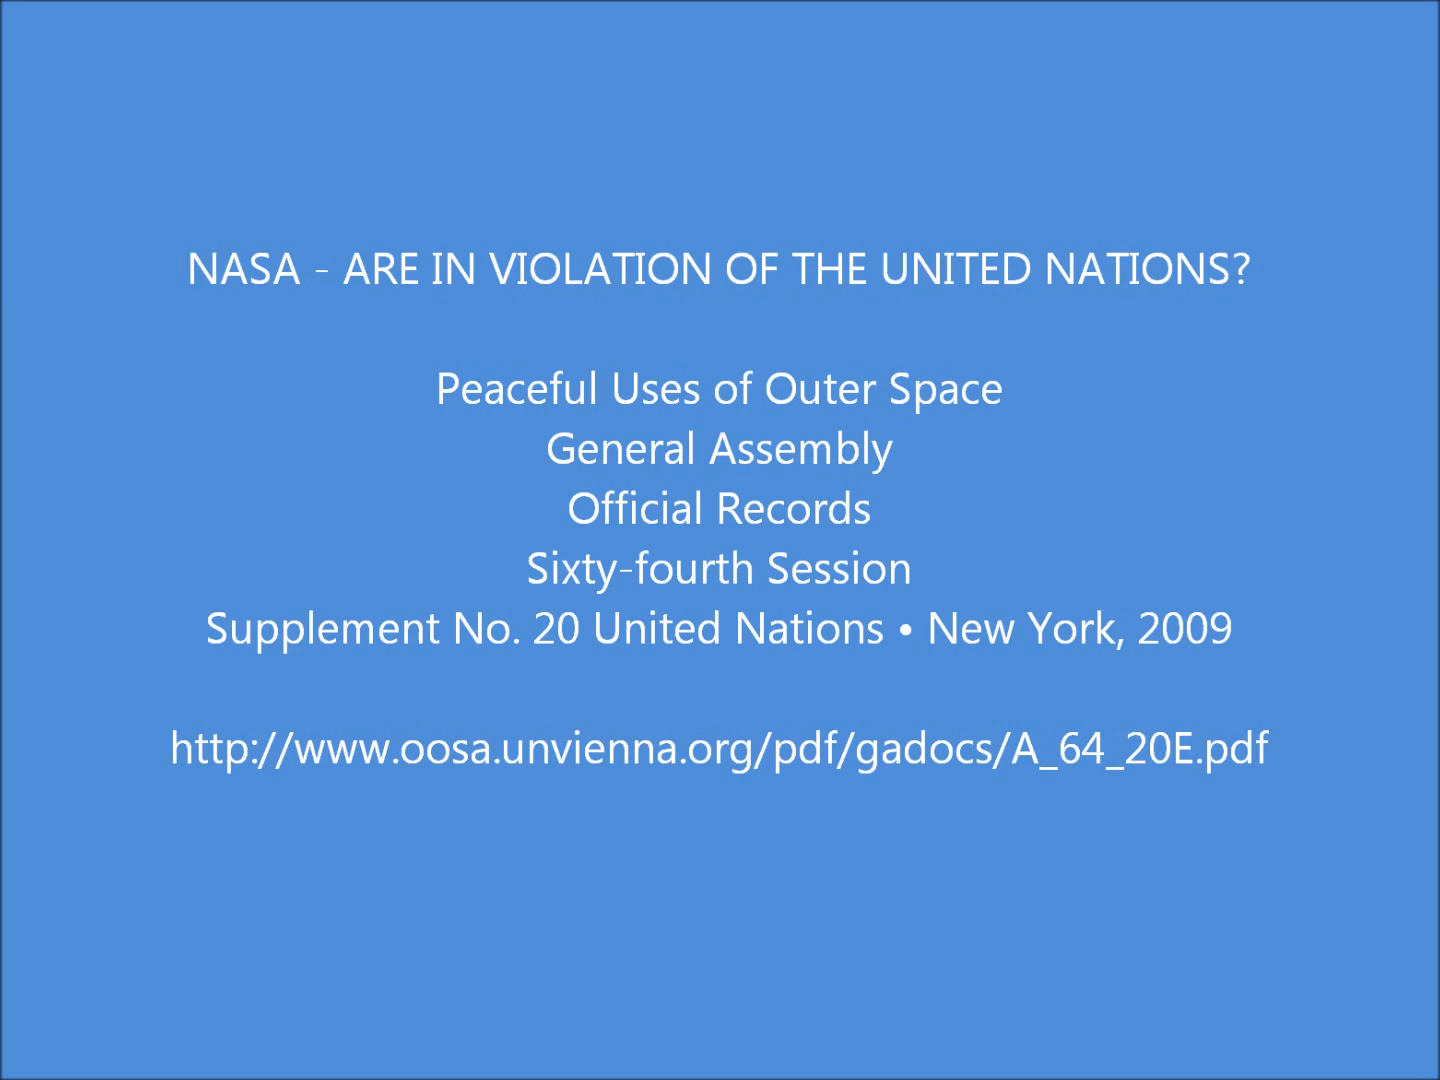 NASA - ARE IN VIOLATION OF THE UNITED NATIONS?
Peaceful Uses of Outer Space
General Assembly
Official Records
Sixty-fourth Session
Supplement No. 20 United Nations • New York, 2009
http://www.oosa.unvienna.org/pdf/gadocs/A_64_20E.pdf